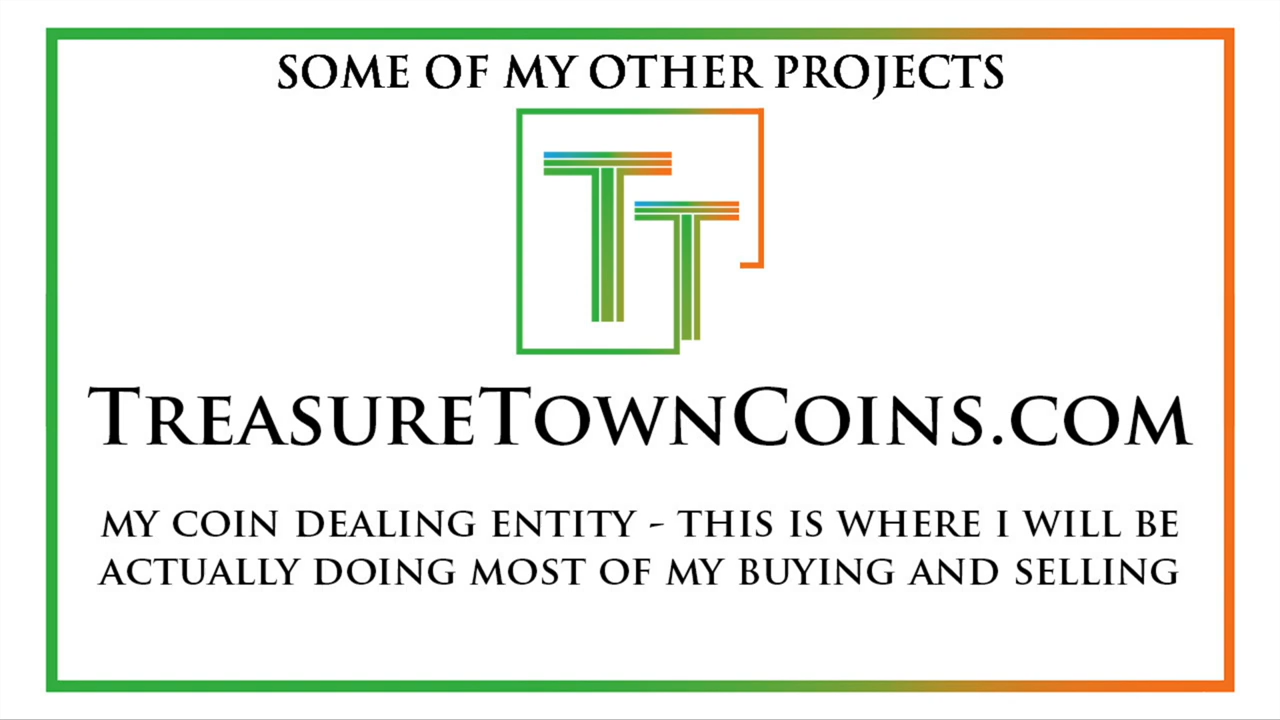 SOME OF MY OTHER PROJECTS
TT
TREASURETOWNCOINS.COM
MY COIN DEALING ENTITY - THIS IS WHERE I WILL BE
ACTUALLY DOING MOST OF MY BUYING AND SELLING